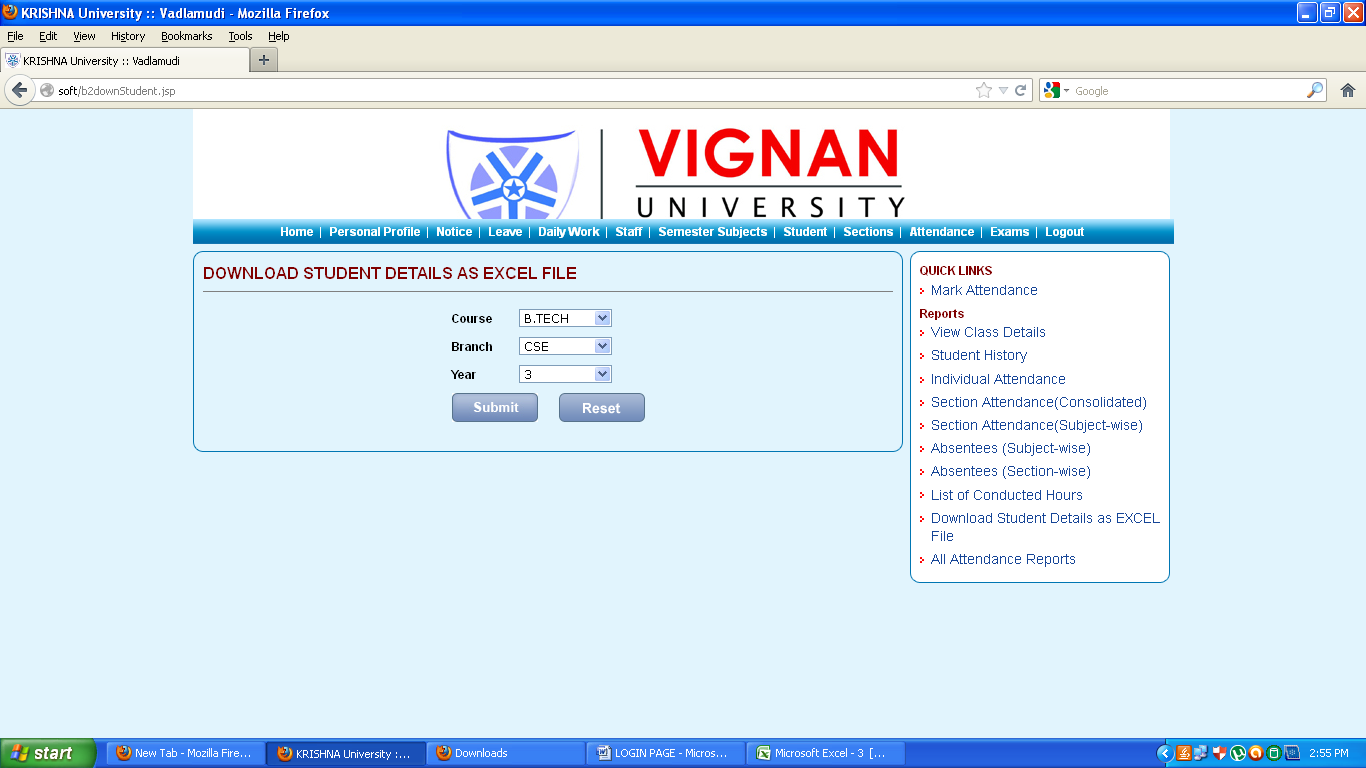 KRISHNA University :: Vadlamudi - Mozilla Firefox
File Edit View History Bookmarks Tools Help
KRISHNA University :: Vadlamudi
soft/b2downStudent.jsp
Google
VIGNAN
UNIVERSITY
Home | Personal Profile | Notice | Leave | Daily Work | Staff | Semester Subjects | Student | Sections | Attendance | Exams | Logout
DOWNLOAD STUDENT DETAILS AS EXCEL FILE
Course B.TECH
Branch CSE
Year 3
Submit Reset
QUICK LINKS
Mark Attendance
Reports
View Class Details
Student History
Individual Attendance
Section Attendance(Consolidated)
Section Attendance(Subject-wise)
Absentees (Subject-wise)
Absentees (Section-wise)
List of Conducted Hours
Download Student Details as EXCEL
File
All Attendance Reports
start New Tab - Mozilla Fire... KRISHNA University :... Downloads LOGIN PAGE - Micros... Microsoft Excel - 3 [... 2:55 PM